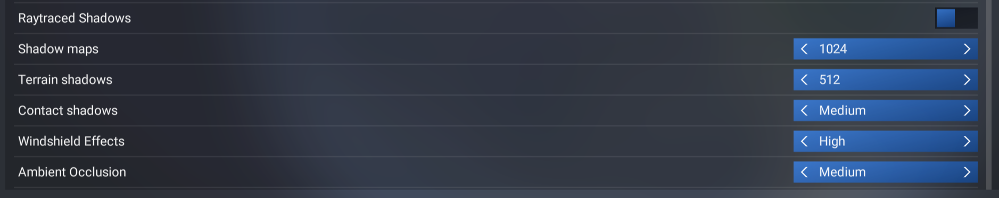 Raytraced Shadows
Shadow maps 1024
Terrain shadows 512
Contact shadows Medium
Windshield Effects High
Ambient Occlusion Medium